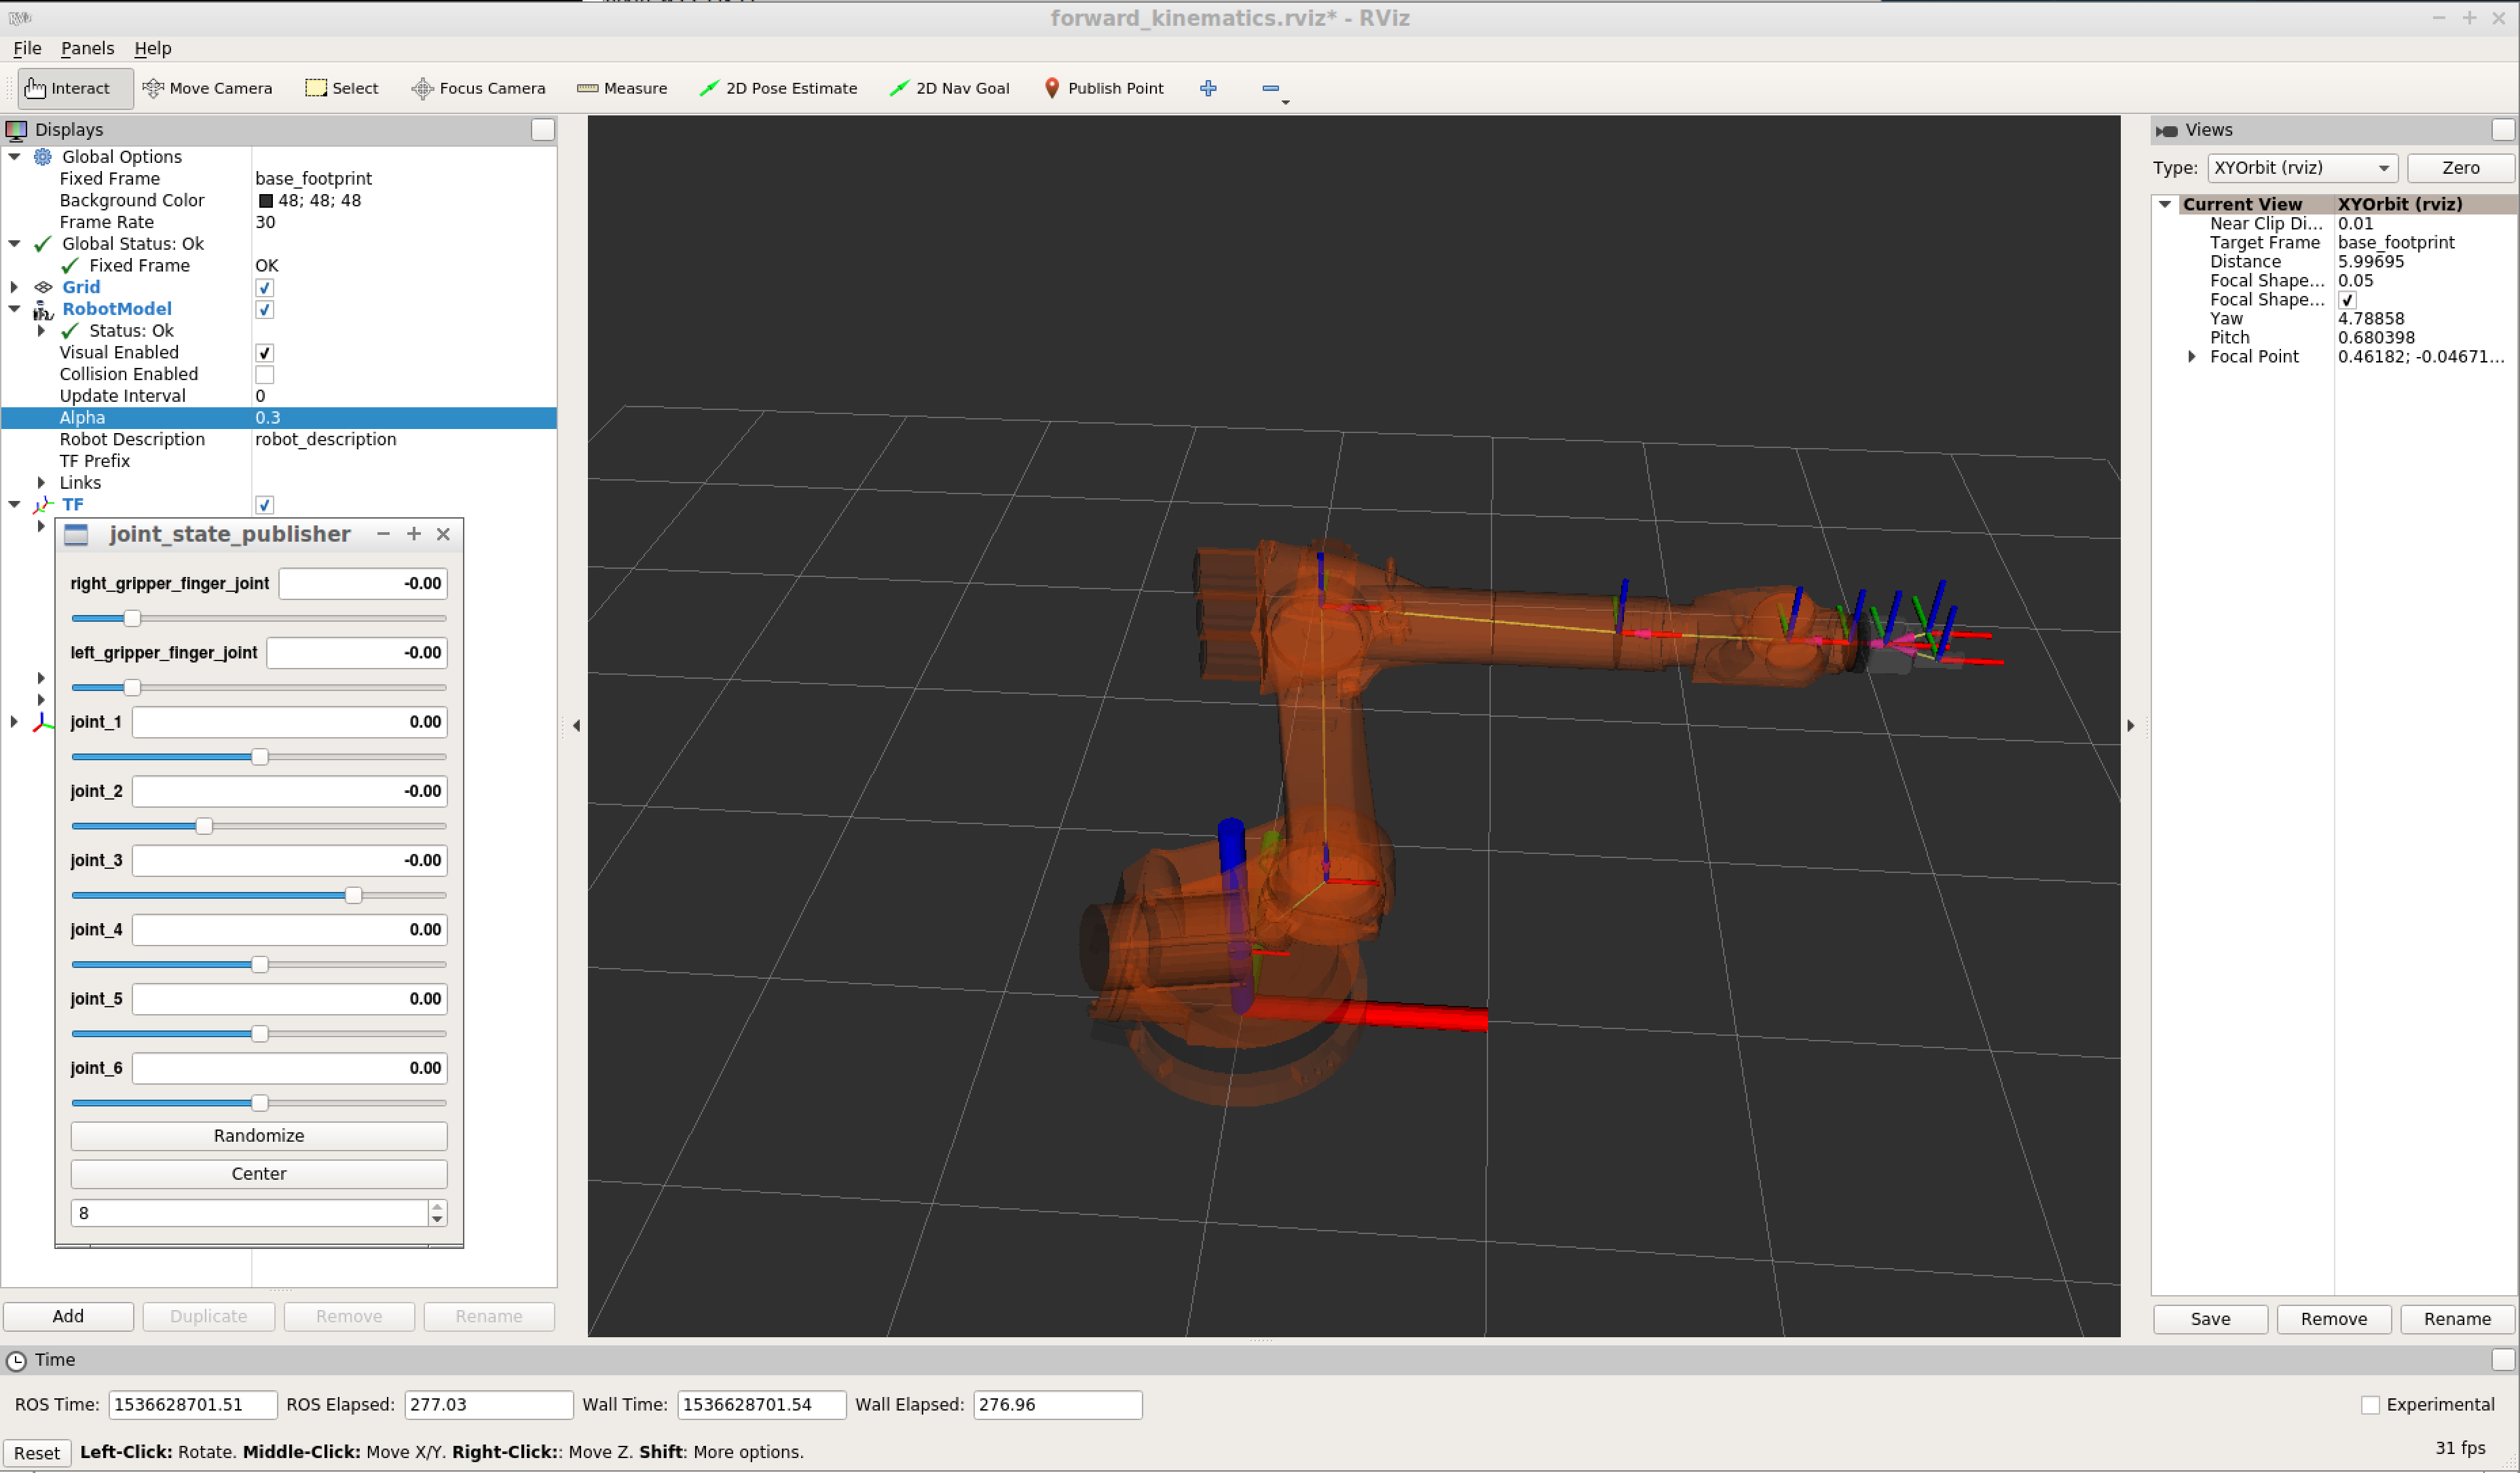 forward_kinematics.rviz* - RViz
File Panels Help
Interact Move Camera Select Focus Camera Measure 2D Pose Estimate 2D Nav Goal Publish Point
Displays
Global Options
Fixed Frame base_footprint
Background Color 48; 48; 48
Frame Rate 30
Global Status: Ok
Fixed Frame OK
Grid
RobotModel
Status: Ok
Visual Enabled
Collision Enabled
Update Interval 0
Alpha 0.3
Robot Description robot_description
TF Prefix
Links
TF
joint_state_publisher
right_gripper_finger_joint -0.00
left_gripper_finger_joint -0.00
joint_1 0.00
joint_2 -0.00
joint_3 -0.00
joint_4 0.00
joint_5 0.00
joint_6 0.00
Randomize
Center
8
Add Duplicate Remove Rename
Views
Type: XYOrbit (rviz) Zero
Current View XYOrbit (rviz)
Near Clip Di... 0.01
Target Frame base_footprint
Distance 5.99695
Focal Shape... 0.05
Focal Shape...
Yaw 4.78858
Pitch 0.680398
Focal Point 0.46182; -0.04671...
Save Remove Rename
Time
ROS Time: 1536628701.51 ROS Elapsed: 277.03 Wall Time: 1536628701.54 Wall Elapsed: 276.96 Experimental
Reset Left-Click: Rotate. Middle-Click: Move X/Y. Right-Click:: Move Z. Shift: More options. 31 fps